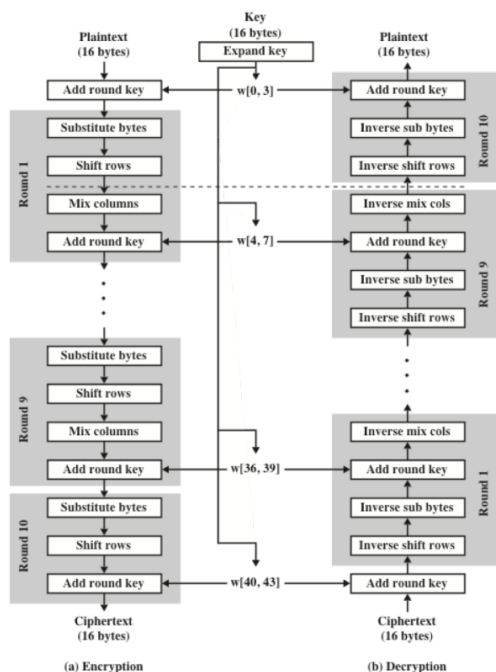 Key
(16 bytes)
Expand key
Plaintext
(16 bytes)
Add round key
Substitute bytes
Shift rows
Mix columns
Add round key
Round 1
Substitute bytes
Shift rows
Mix columns
Add round key
Round 9
Substitute bytes
Shift rows
Add round key
Round 10
Ciphertext
(16 bytes)
(a) Encryption
w[0, 3]
w[4, 7]
w[36, 39]
w[40, 43]
Plaintext
(16 bytes)
Add round key
Inverse sub bytes
Inverse shift rows
Round 10
Inverse mix cols
Add round key
Inverse sub bytes
Inverse shift rows
Round 9
Inverse mix cols
Add round key
Inverse sub bytes
Inverse shift rows
Round 1
Add round key
Ciphertext
(16 bytes)
(b) Decryption